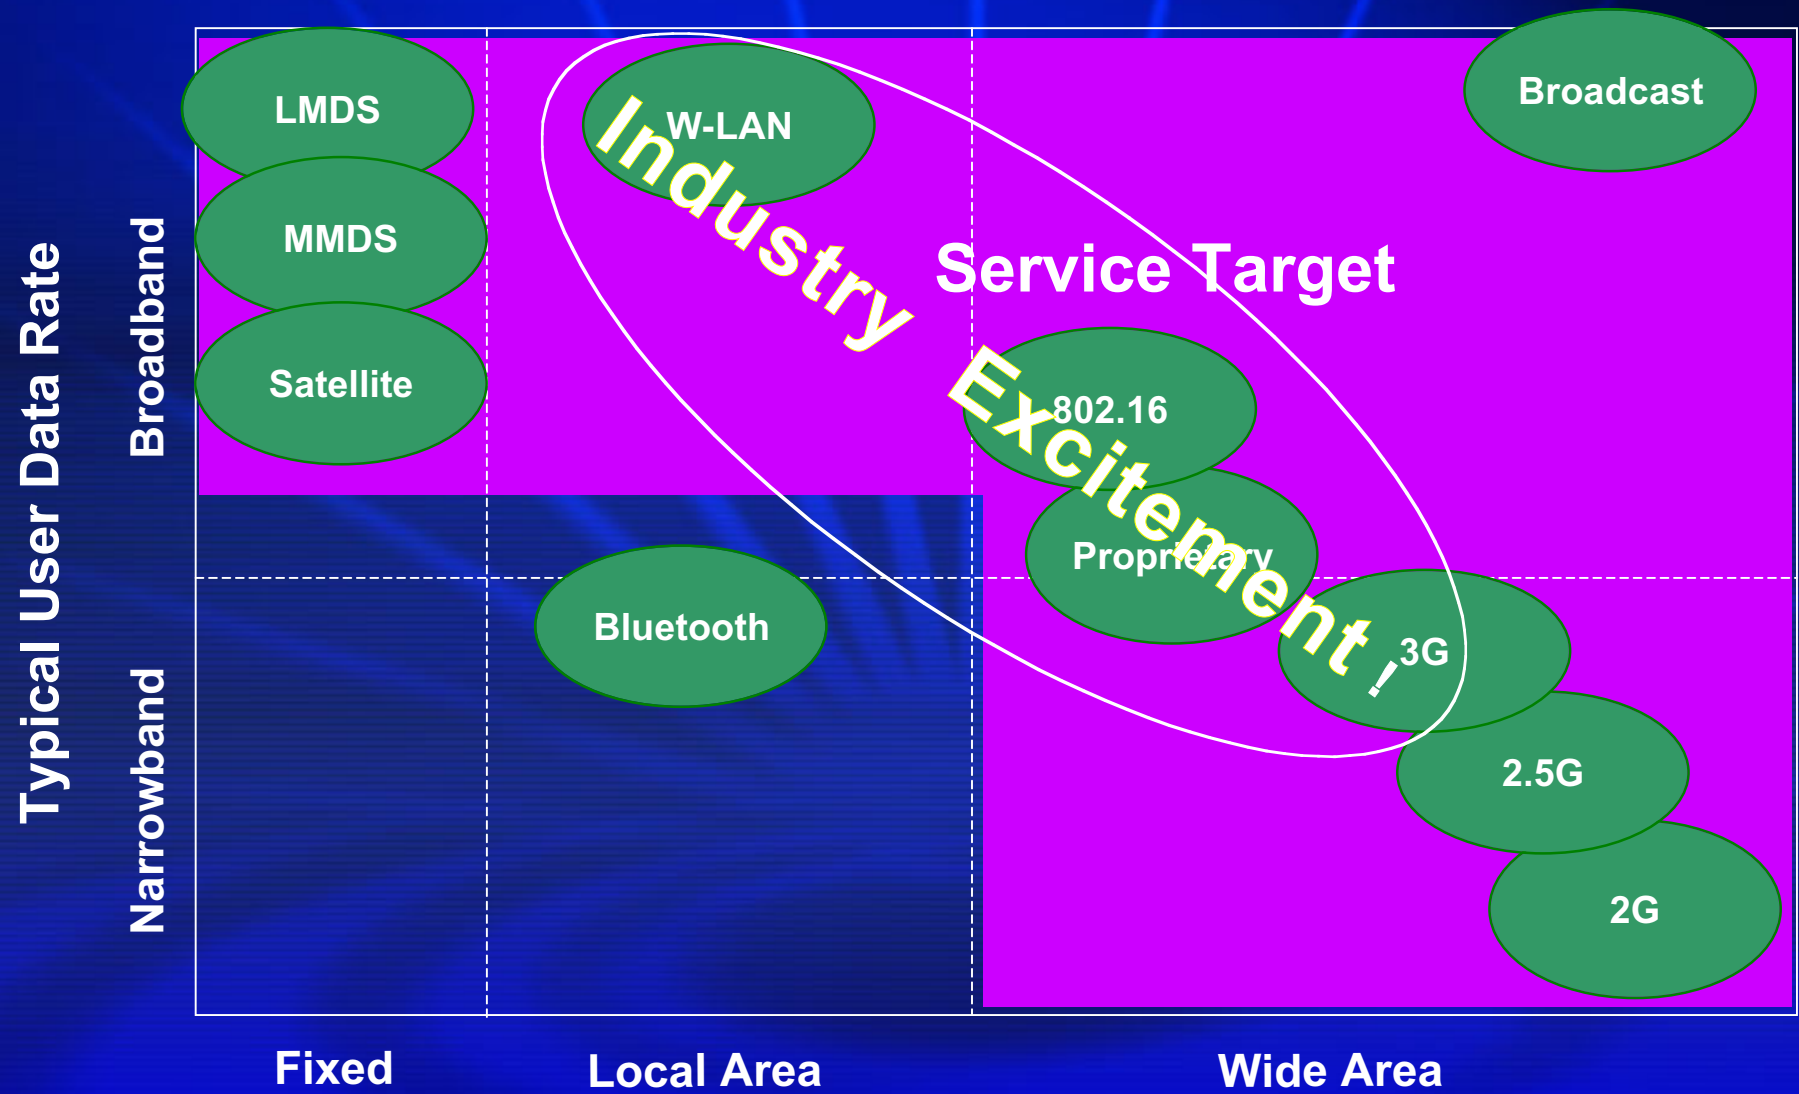 Typical User Data Rate
Broadband
Narrowband
LMDS
MMDS
Satellite
W-LAN
Broadcast
Service Target
Industry Excitement !
802.16
Proprietary
Bluetooth
3G
2.5G
2G
Fixed
Local Area
Wide Area